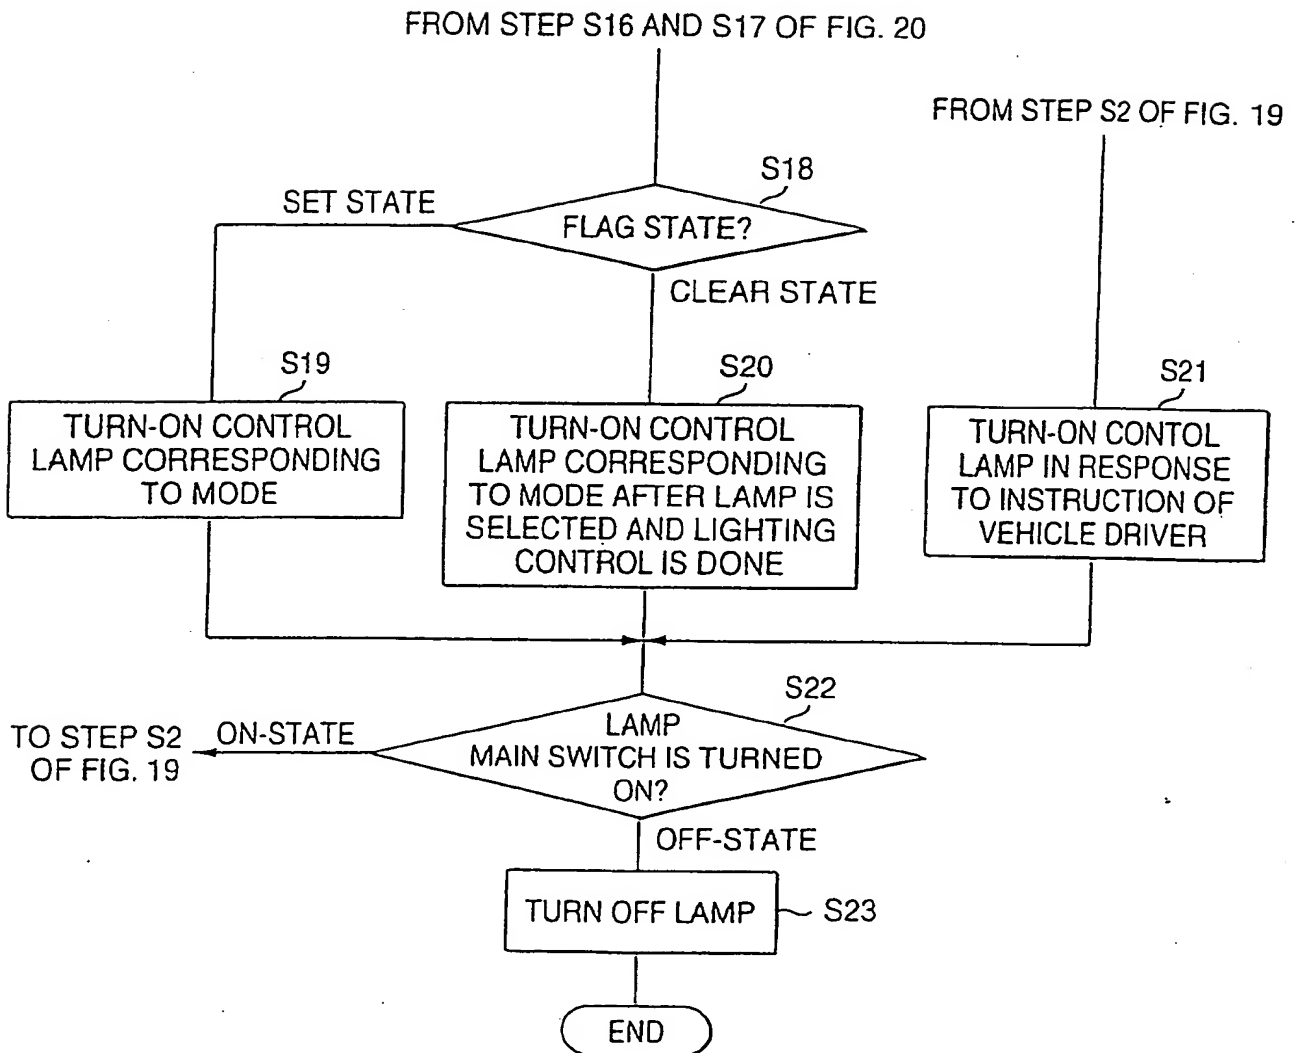 FROM STEP S16 AND S17 OF FIG. 20
FROM STEP S2 OF FIG. 19
S18
SET STATE
FLAG STATE?
CLEAR STATE
S19
TURN-ON CONTROL
LAMP CORRESPONDING
TO MODE
S20
TURN-ON CONTROL
LAMP CORRESPONDING
TO MODE AFTER LAMP IS
SELECTED AND LIGHTING
CONTROL IS DONE
S21
TURN-ON CONTOL
LAMP IN RESPONSE
TO INSTRUCTION OF
VEHICLE DRIVER
S22
LAMP
MAIN SWITCH IS TURNED
ON?
ON-STATE
TO STEP S2
OF FIG. 19
OFF-STATE
TURN OFF LAMP
S23
END